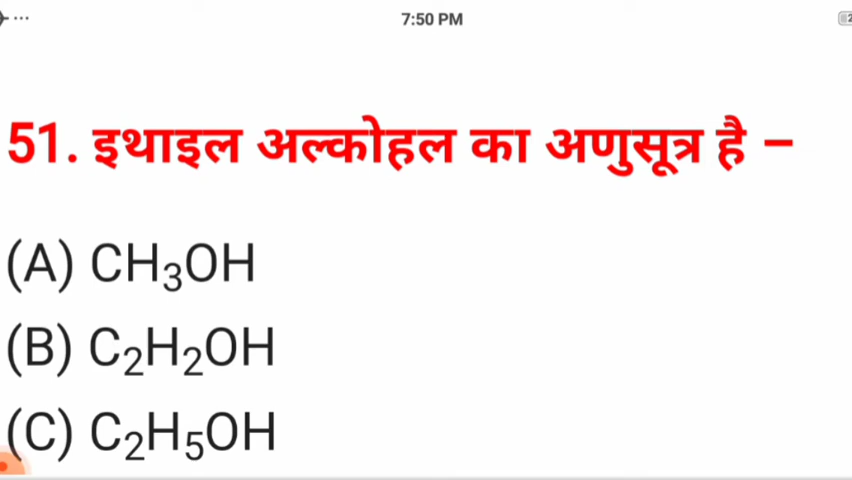 7:50 PM
51. इथाइल अल्कोहल का अणुसूत्र है –
(A) CH₃OH
(B) C₂H₂OH
(C) C₂H₅OH